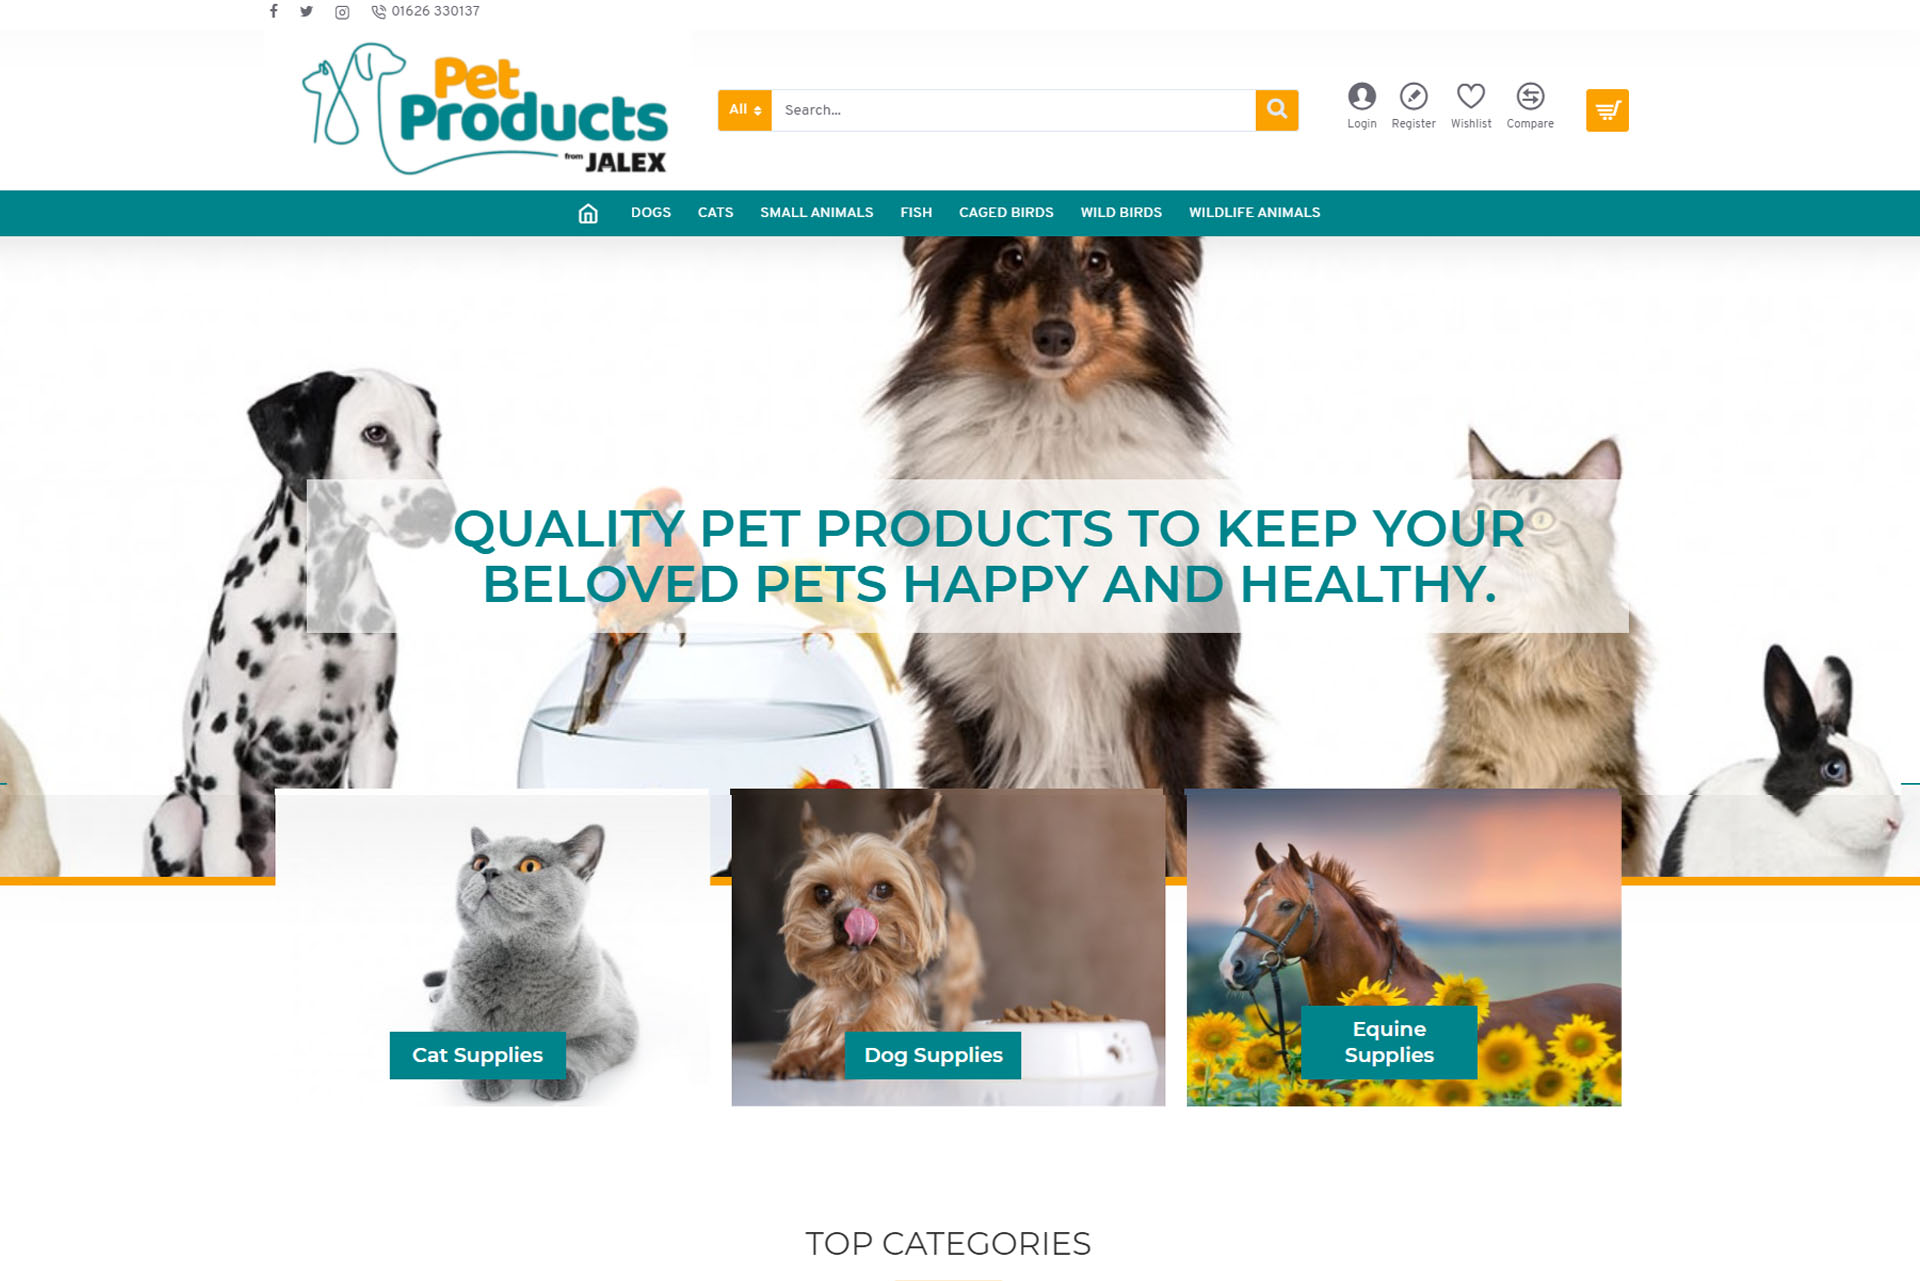 01626 330137
Pet
Products
from JALEX
All
Search...
Login
Register
Wishlist
Compare
DOGS
CATS
SMALL ANIMALS
FISH
CAGED BIRDS
WILD BIRDS
WILDLIFE ANIMALS
QUALITY PET PRODUCTS TO KEEP YOUR
BELOVED PETS HAPPY AND HEALTHY.
Cat Supplies
Dog Supplies
Equine
Supplies
TOP CATEGORIES